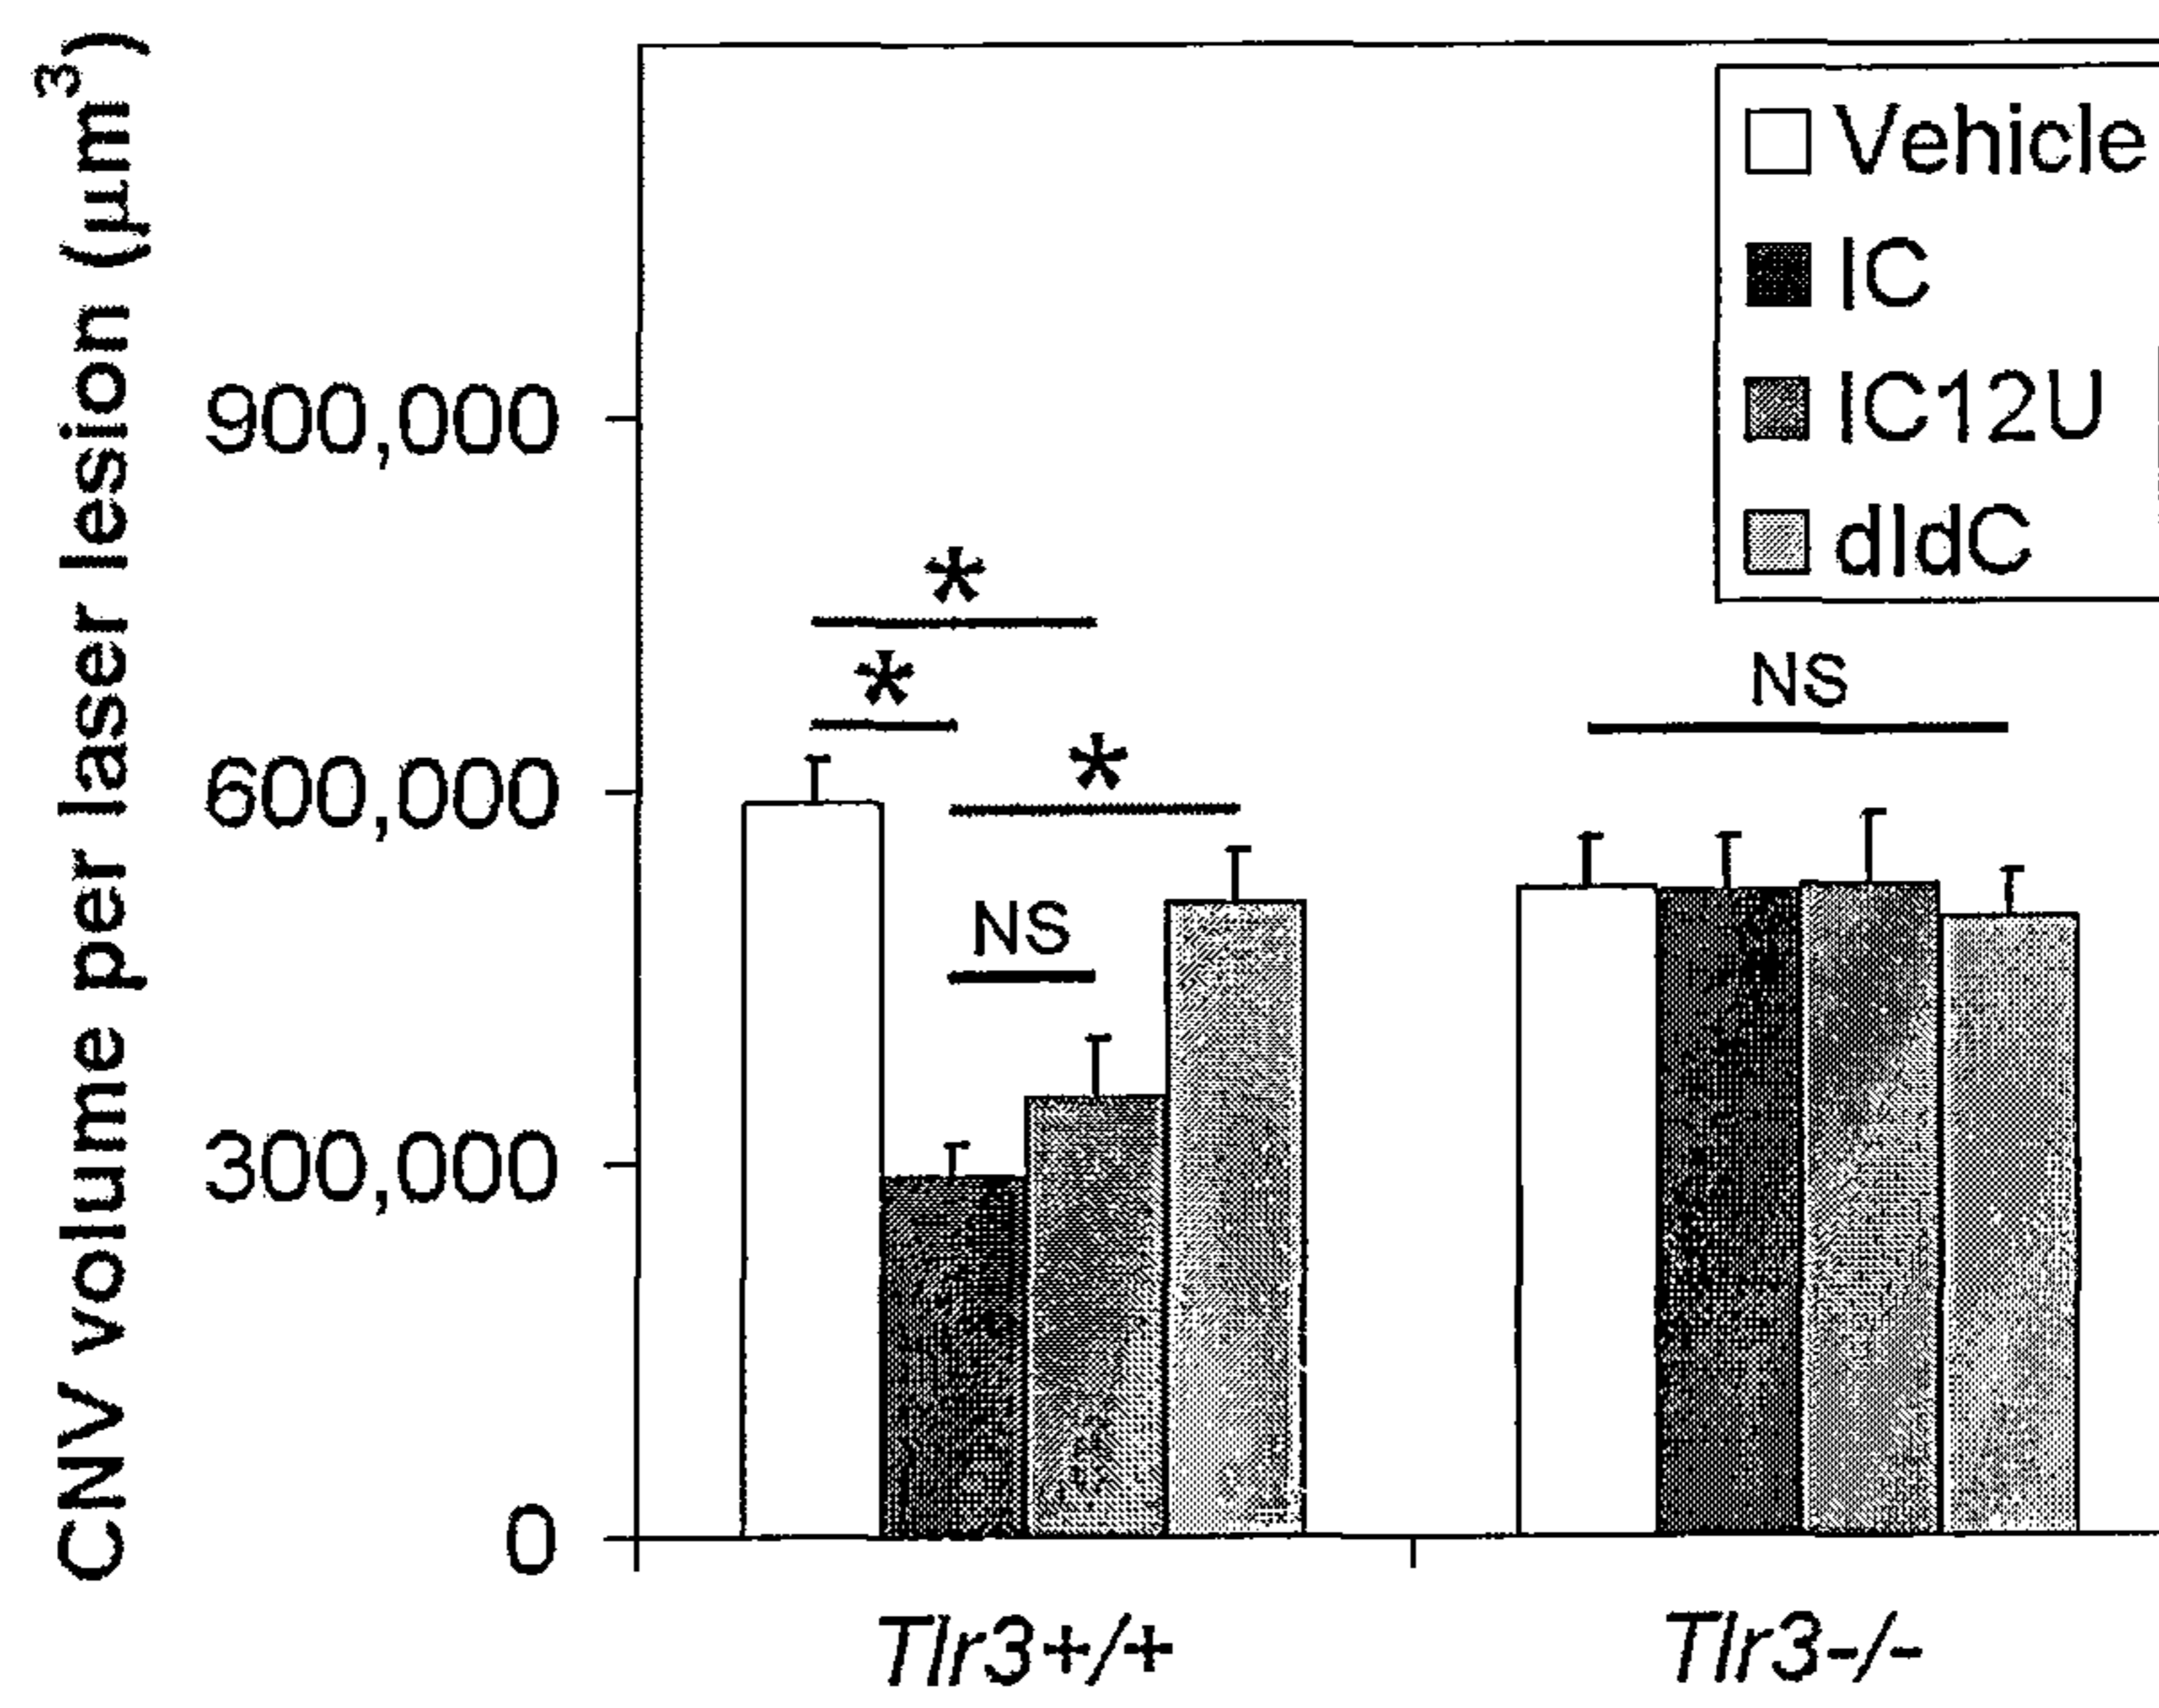 CNV volume per laser lesion (µm³)
900,000
600,000
300,000
0
Vehicle
IC
IC12U
dIdC
*
*
*
NS
NS
Tlr3+/+
Tlr3-/-